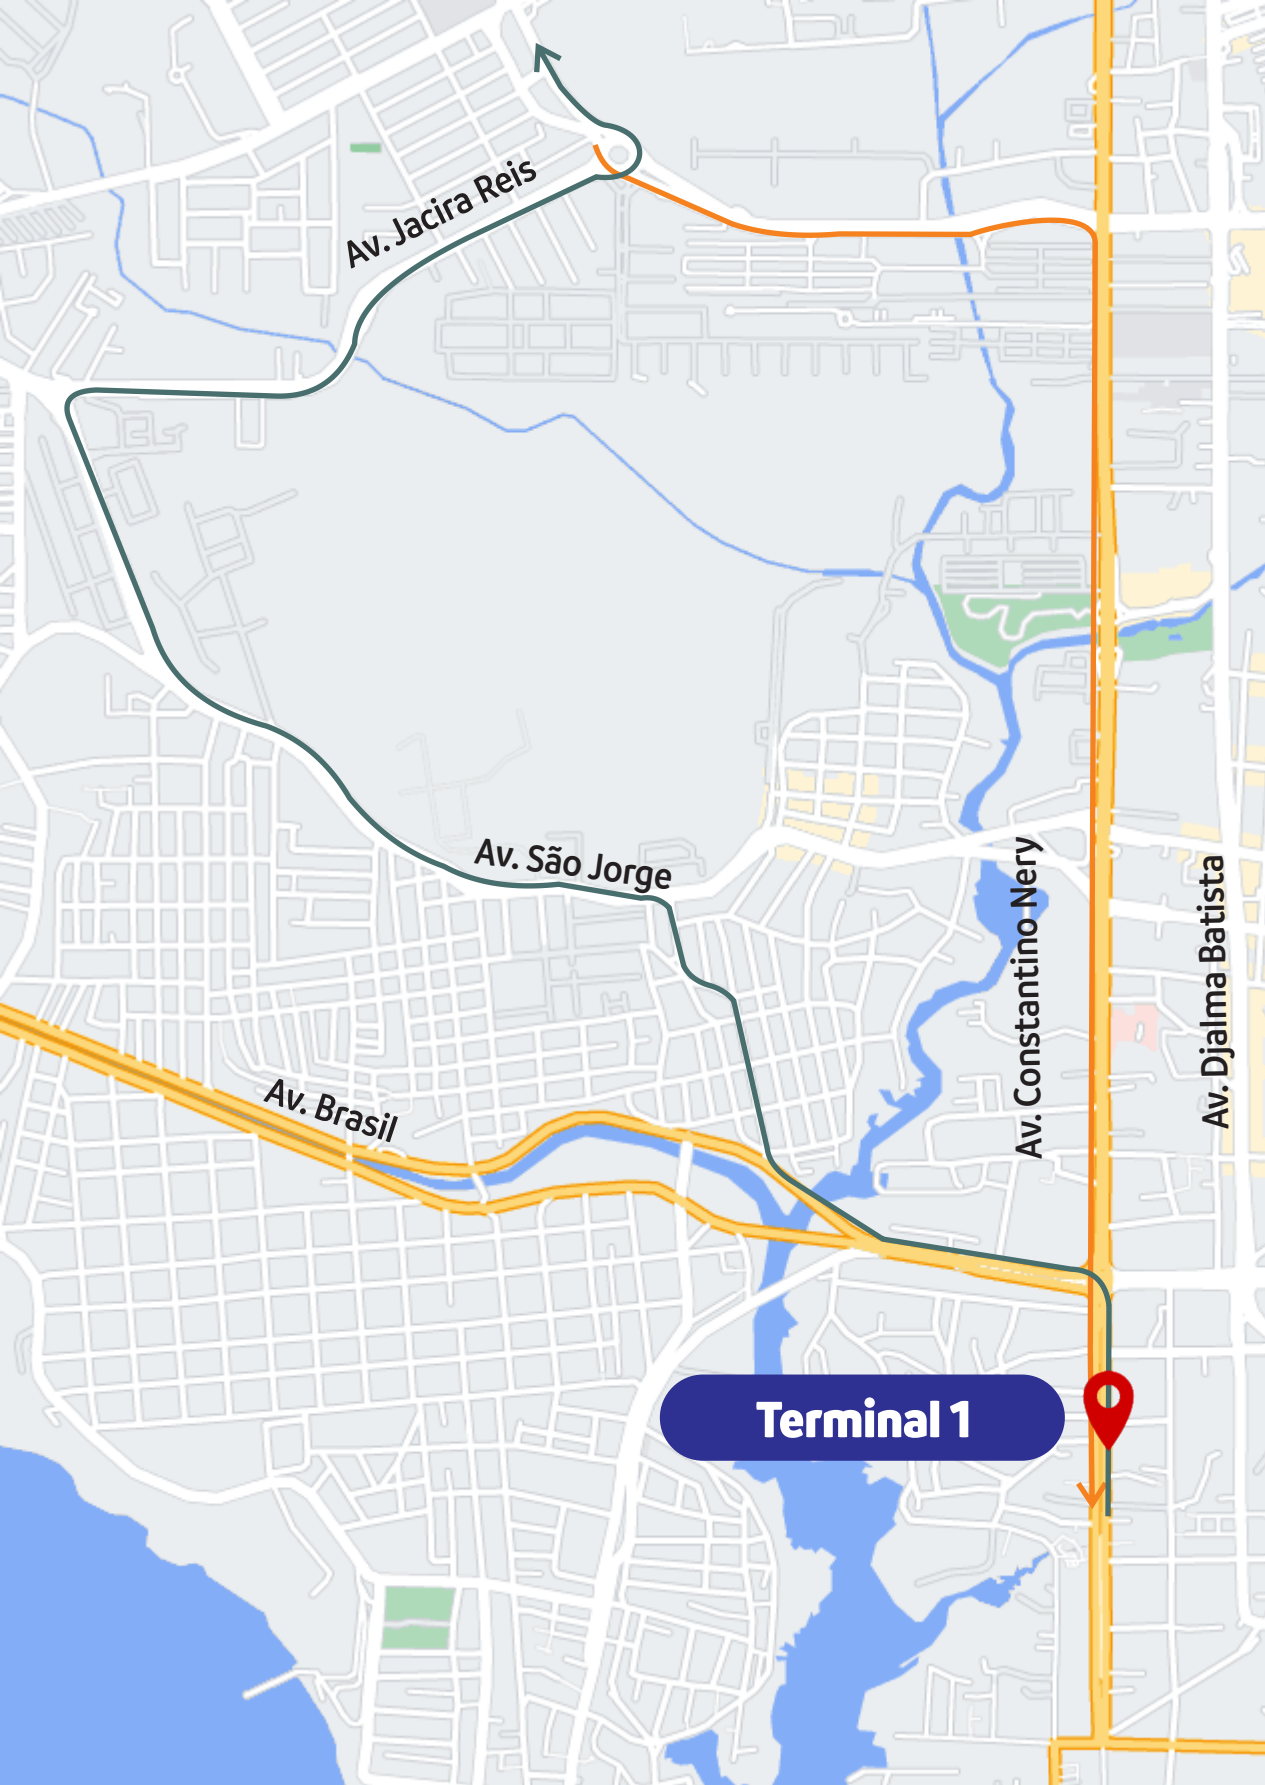 Av. Jacira Reis
Av. São Jorge
Av. Constantino Nery
Av. Djalma Batista
Av. Brasil
Terminal 1